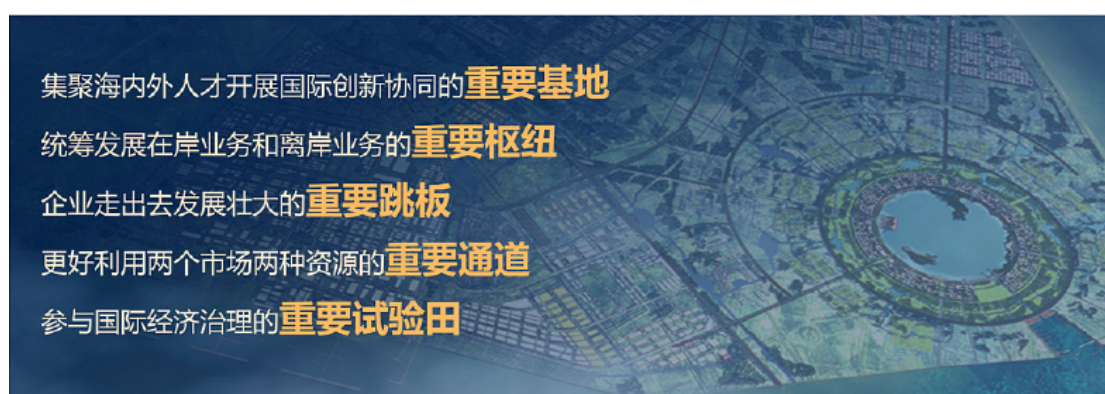 集聚海内外人才开展国际创新协同的重要基地
统筹发展在岸业务和离岸业务的重要枢纽
企业走出去发展壮大的重要跳板
更好利用两个市场两种资源的重要通道
参与国际经济治理的重要试验田